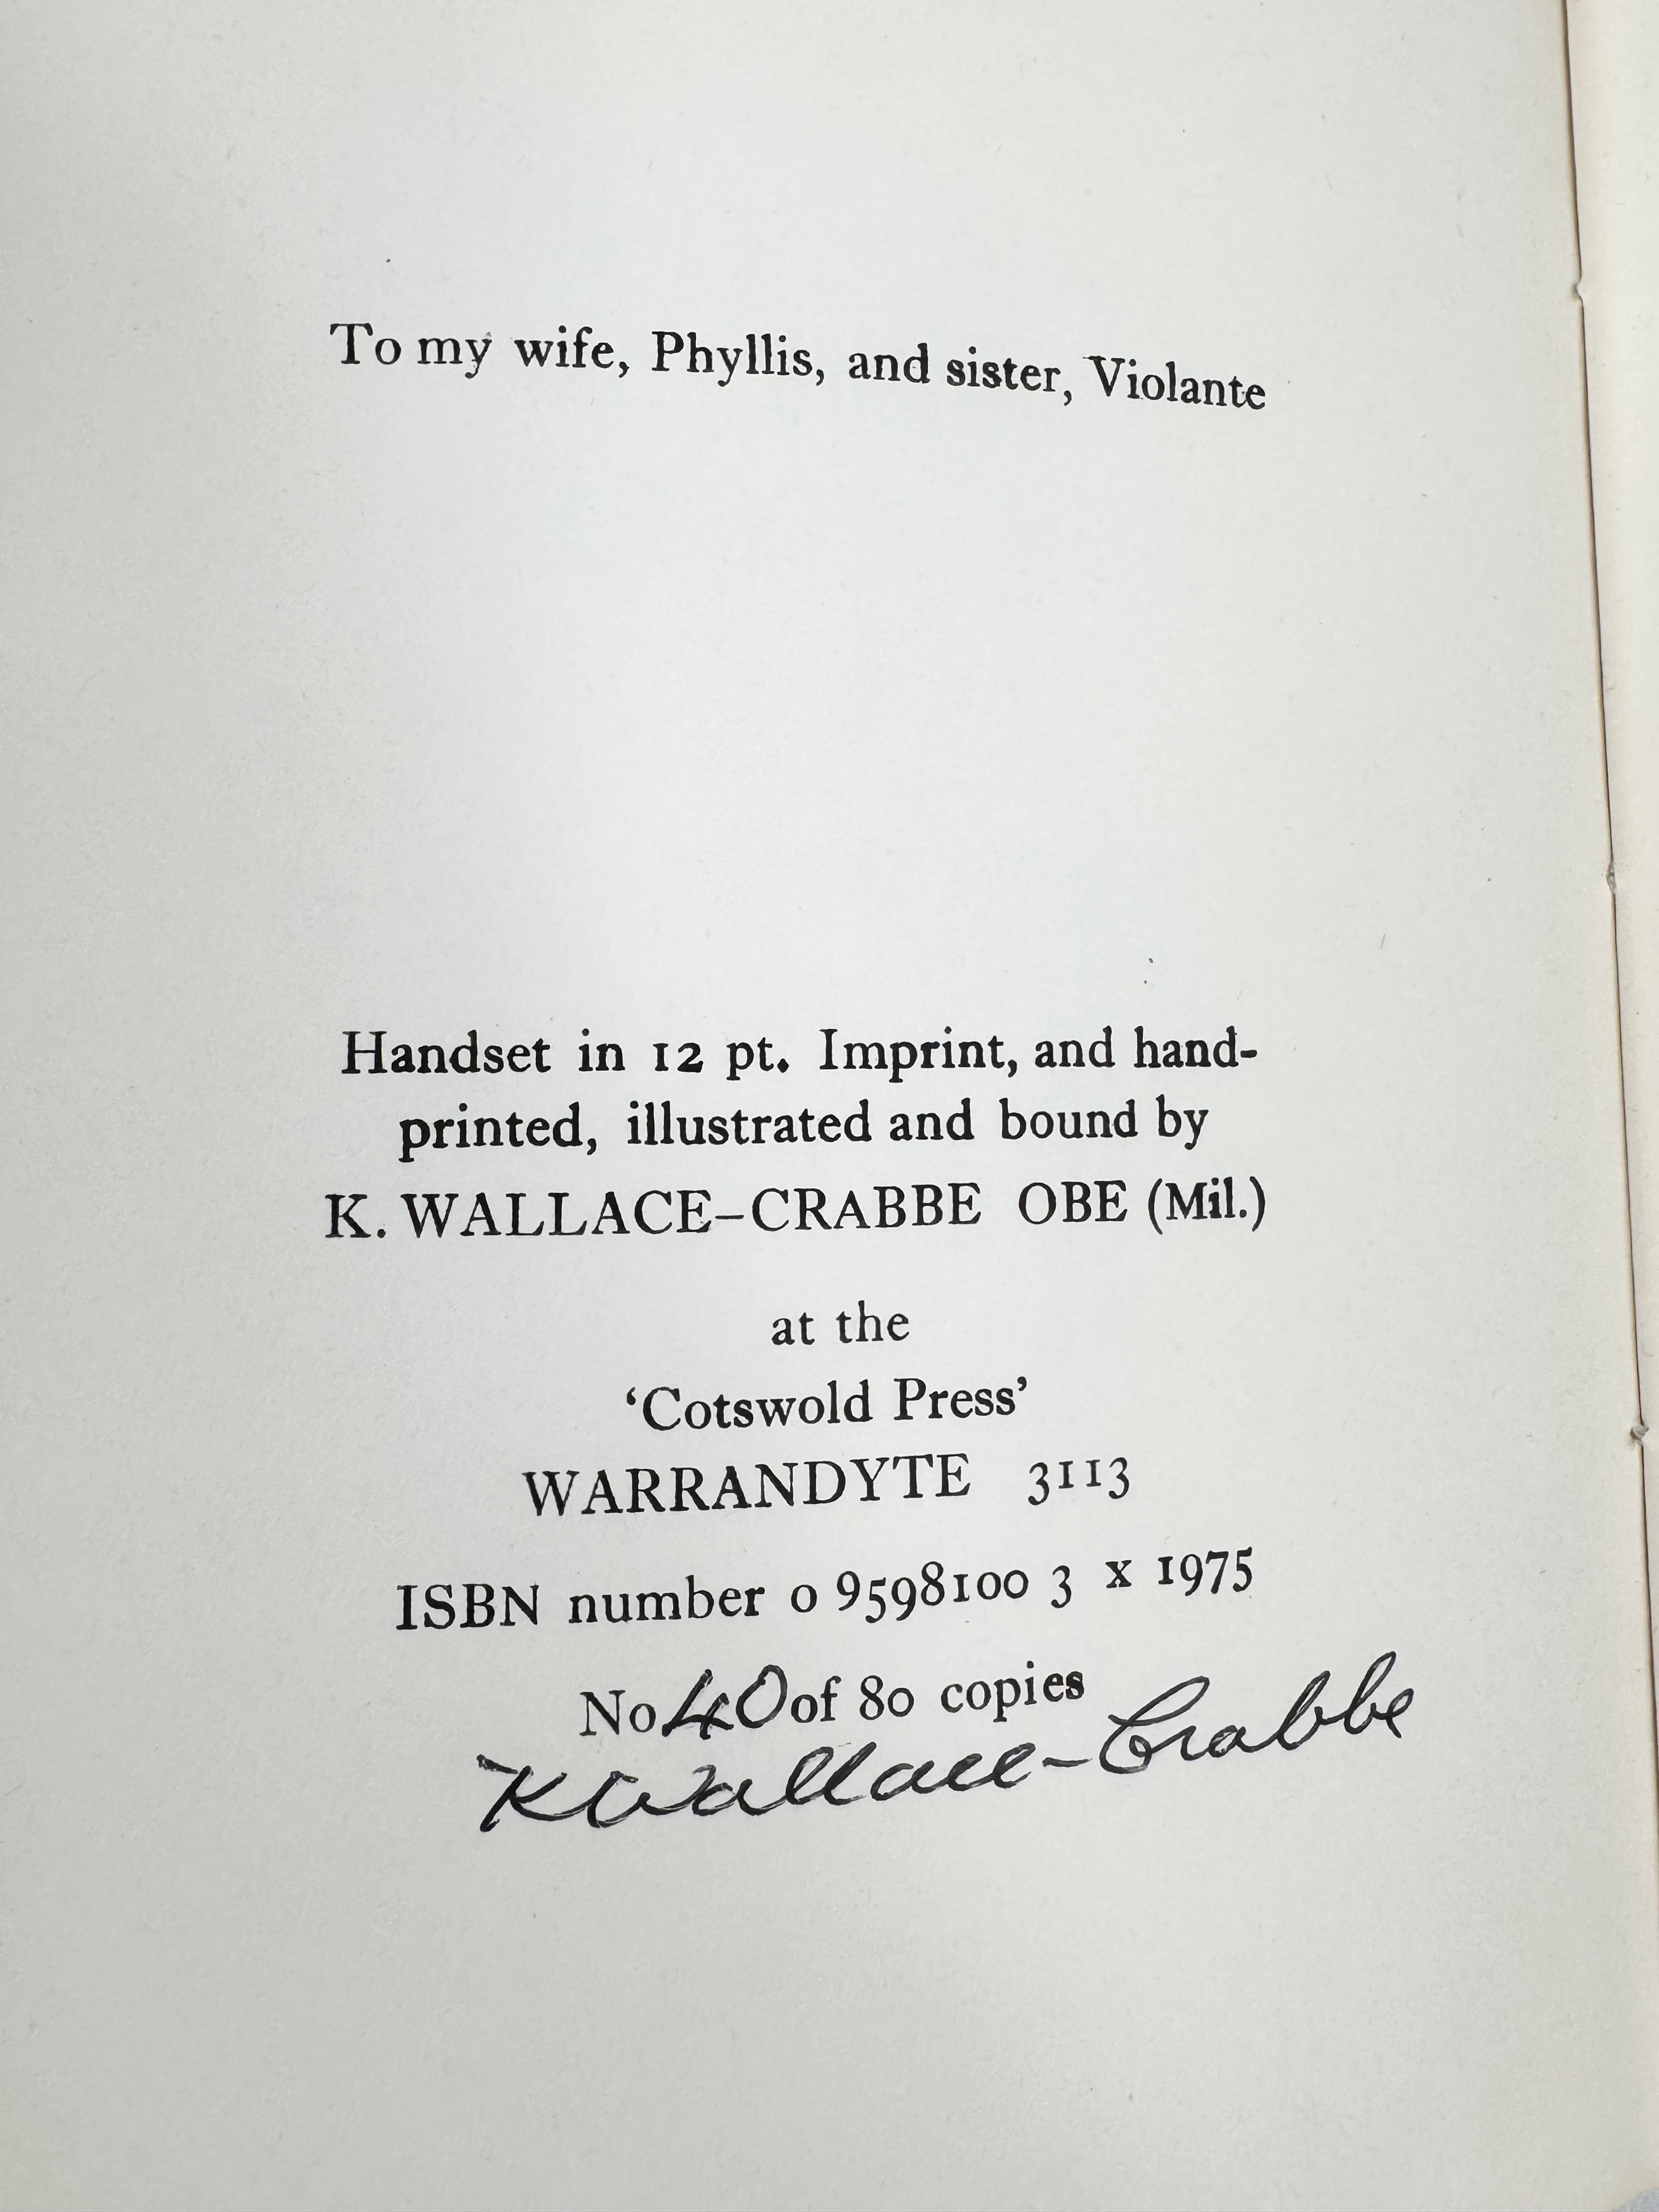 To my wife, Phyllis, and sister, Violante
Handset in 12 pt. Imprint, and hand-
printed, illustrated and bound by
K. WALLACE-CRABBE OBE (Mil.)
at the
‘Cotswold Press’
WARRANDYTE 3113
ISBN number 0 9598100 3 x 1975
No 40 of 80 copies
K Wallace-Crabbe